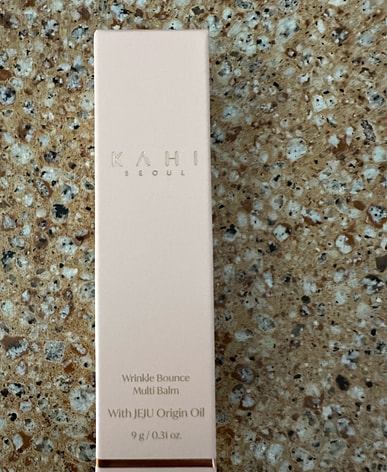 KAHI
SEOUL
Wrinkle Bounce
Multi Balm
With JEJU Origin Oil
9 g / 0.31 oz.